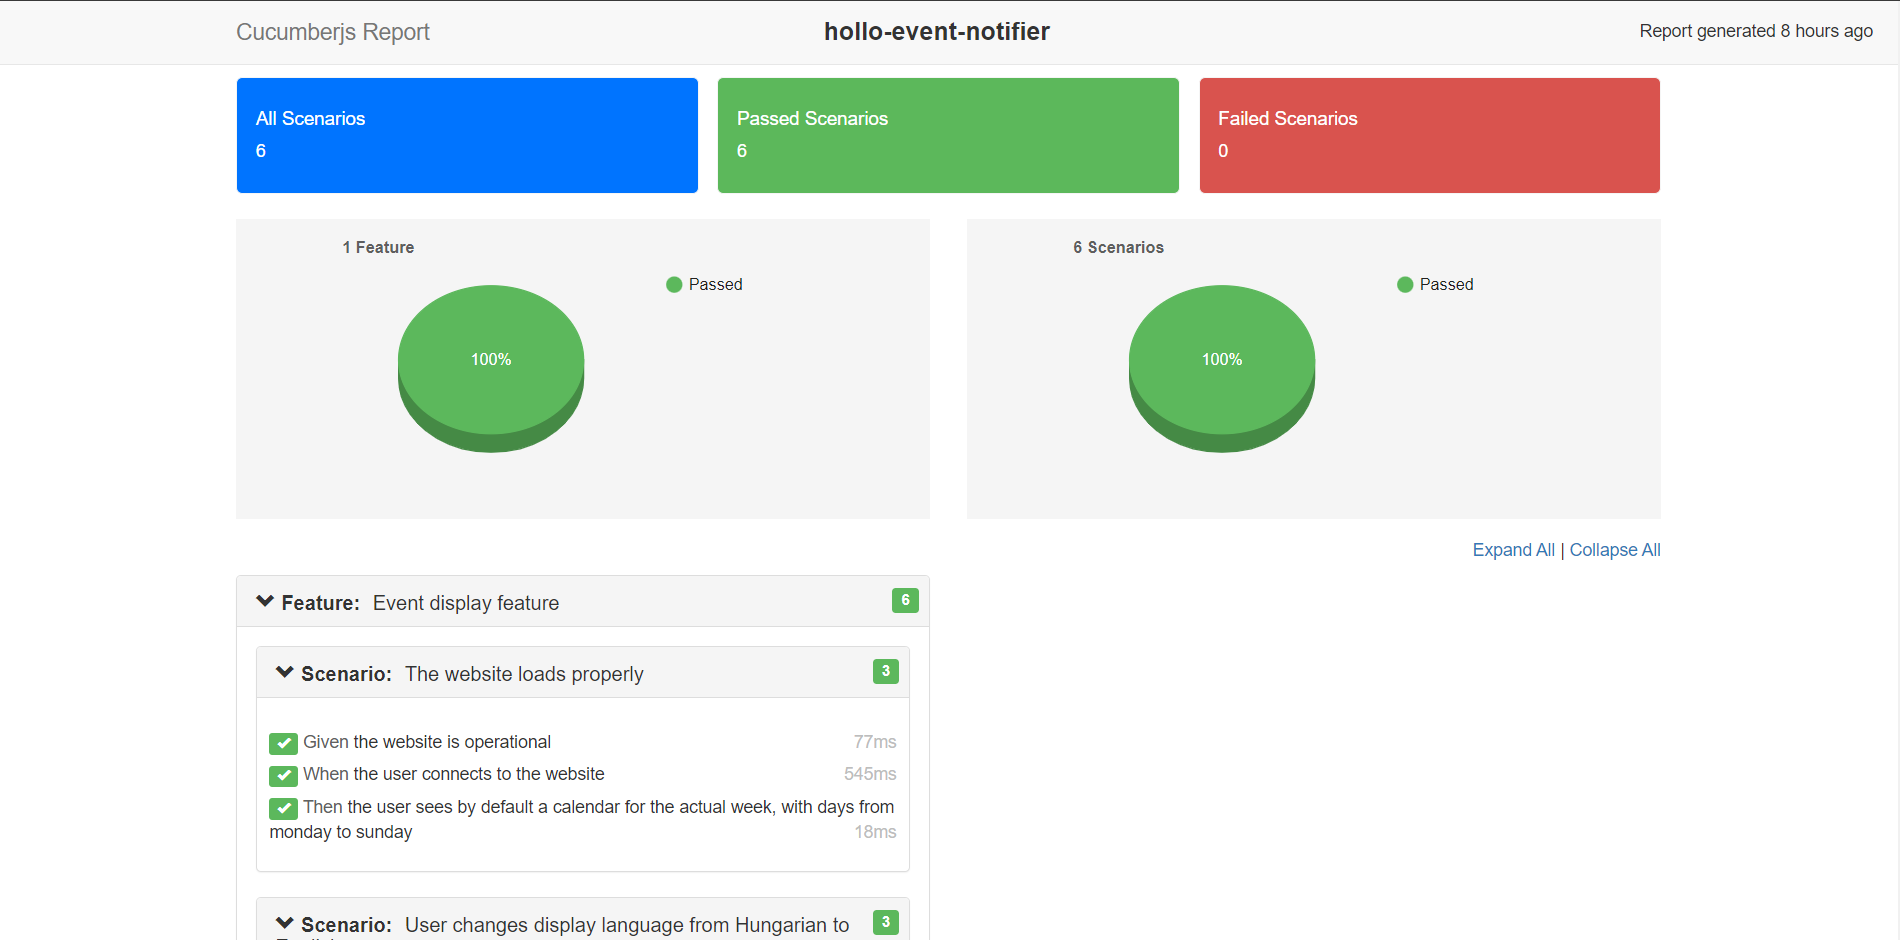 Cucumberjs Report
hollo-event-notifier
Report generated 8 hours ago
All Scenarios
6
Passed Scenarios
6
Failed Scenarios
0
1 Feature
Passed
100%
6 Scenarios
Passed
100%
Expand All | Collapse All
Feature: Event display feature 6
Scenario: The website loads properly 3
Given the website is operational 77ms
When the user connects to the website 545ms
Then the user sees by default a calendar for the actual week, with days from
monday to sunday 18ms
Scenario: User changes display language from Hungarian to 3